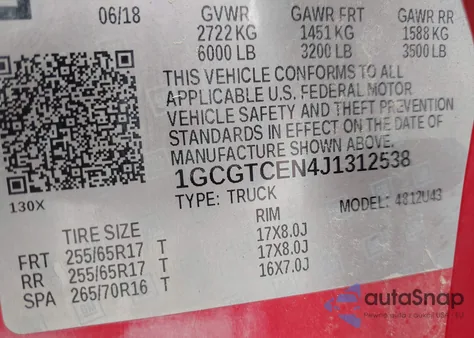 06/18 GVWR GAWR FRT GAWR RR
2722 KG 1451 KG 1588 KG
6000 LB 3200 LB 3500 LB
THIS VEHICLE CONFORMS TO ALL
APPLICABLE U.S. FEDERAL MOTOR
VEHICLE SAFETY AND THEFT PREVENTION
STANDARDS IN EFFECT ON THE DATE OF
MANUFACTURE SHOWN ABOVE.
1GCGTCEN4J1312538
130X
TYPE: TRUCK MODEL: 4812U43
TIRE SIZE RIM
FRT 255/65R17 T 17X8.0J
RR 255/65R17 T 17X8.0J
SPA 265/70R16 T 16X7.0J
autoSnap